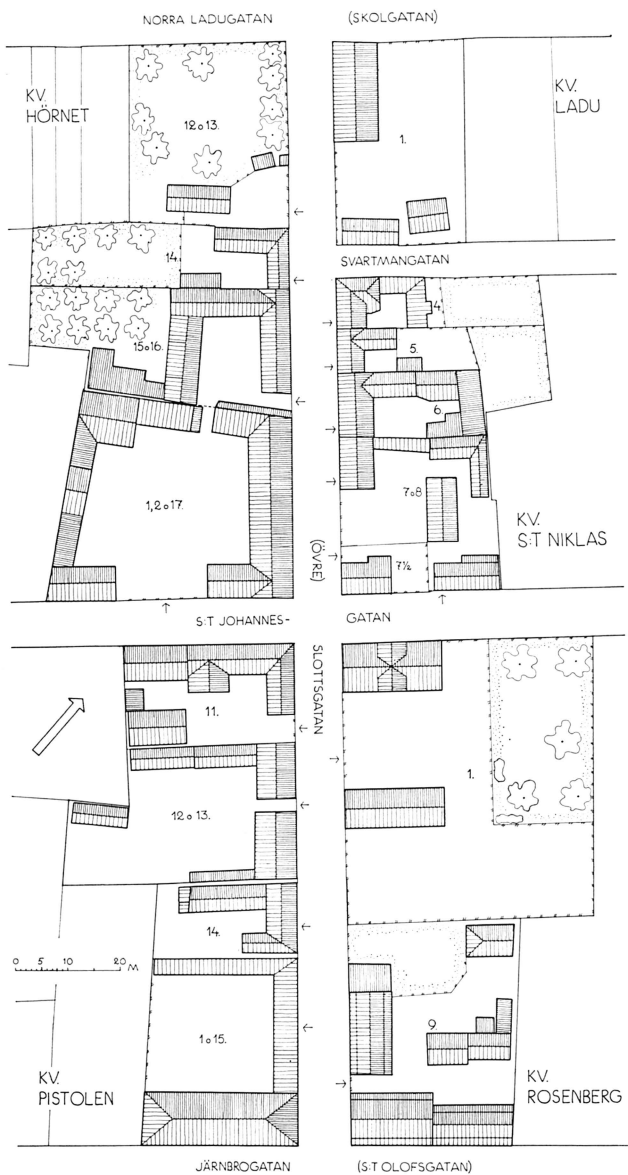 NORRA LADUGATAN (SKOLGATAN)
KV.
HÖRNET
12 o 13.
1.
KV.
LADU
14.
SVARTMANGATAN
4.
15 o 16.
5.
6.
1, 2 o 17.
7 o 8
KV.
S:T NIKLAS
(ÖVRE)
7½
S:T JOHANNES- GATAN
SLOTTSGATAN
11.
1.
12 o 13.
14.
0 5 10 20 M
9.
1 o 15.
KV.
PISTOLEN
KV.
ROSENBERG
JÄRNBROGATAN (S:T OLOFSGATAN)